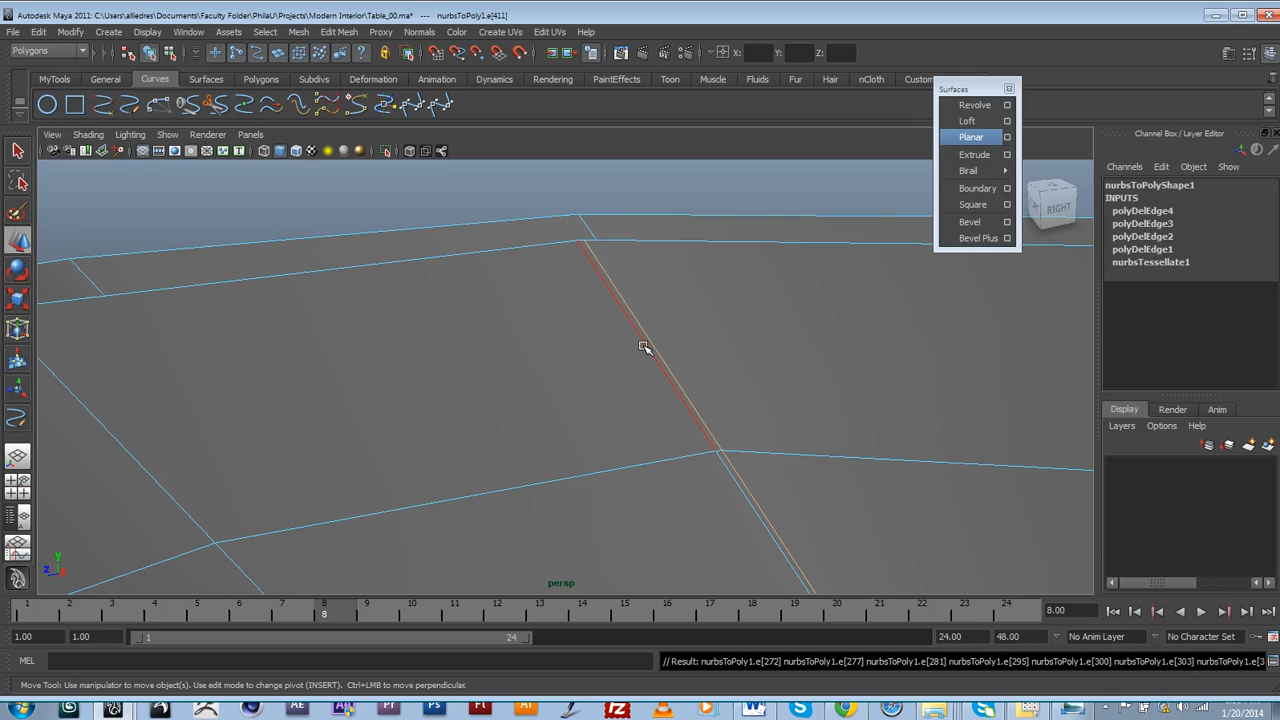 Autodesk Maya 2011: C:\Users\alliedres\Documents\Faculty Folder\PhilaU\Projects\Modern Interior\Table_00.ma* --- nurbsToPoly1.e[411]
File Edit Modify Create Display Window Assets Select Mesh Edit Mesh Proxy Normals Color Create UVs Edit UVs Help
Polygons X: Y: Z:
MyTools General Curves Surfaces Polygons Subdivs Deformation Animation Dynamics Rendering PaintEffects Toon Muscle Fluids Fur Hair nCloth Custom
Surfaces
Revolve
Loft
Planar
Extrude
Birail
Boundary
Square
Bevel
Bevel Plus
View Shading Lighting Show Renderer Panels
RIGHT
persp
y
z x
Channel Box / Layer Editor
Channels Edit Object Show
nurbsToPolyShape1
INPUTS
polyDelEdge4
polyDelEdge3
polyDelEdge2
polyDelEdge1
nurbsTessellate1
Display Render Anim
Layers Options Help
1 2 3 4 5 6 7 8 9 10 11 12 13 14 15 16 17 18 19 20 21 22 23 24
8
8.00
1.00 1.00 1 24 24.00 48.00 No Anim Layer No Character Set
MEL // Result: nurbsToPoly1.e[272] nurbsToPoly1.e[277] nurbsToPoly1.e[281] nurbsToPoly1.e[295] nurbsToPoly1.e[300] nurbsToPoly1.e[303] nurbsToPoly1.e[3
Move Tool: Use manipulator to move object(s). Use edit mode to change pivot (INSERT). Ctrl+LMB to move perpendicular.
AE Pr Ps Ai Fz W S
1/20/2014